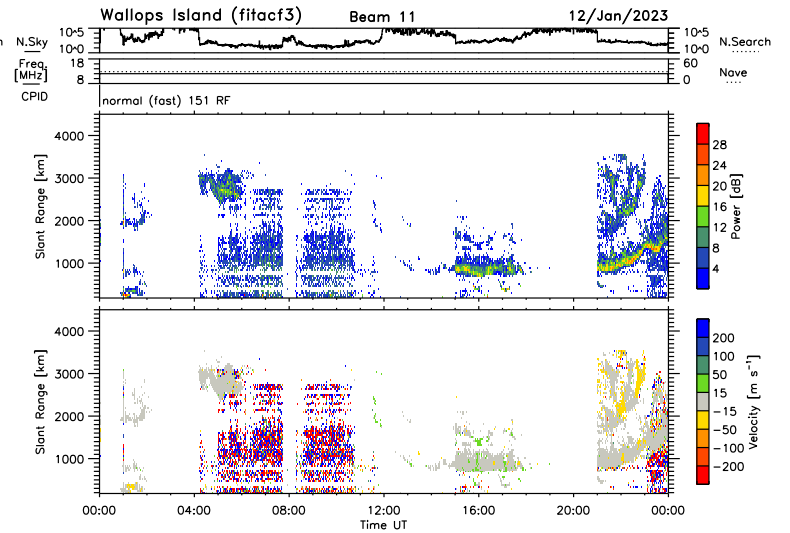 Wallops Island (fitacf3) Beam 11 12/Jan/2023
N.Sky 10^5 10^5 N.Search
10^0 10^0
Freq. 18 60
[MHz] 8 0 Nave
CPID normal (fast) 151 RF
4000
3000
2000
1000
Slant Range [km]
28
24
20
16
12
8
4
Power [dB]
4000
3000
2000
1000
Slant Range [km]
200
100
50
15
-15
-50
-100
-200
Velocity [m s^-1]
00:00 04:00 08:00 12:00 16:00 20:00 00:00
Time UT